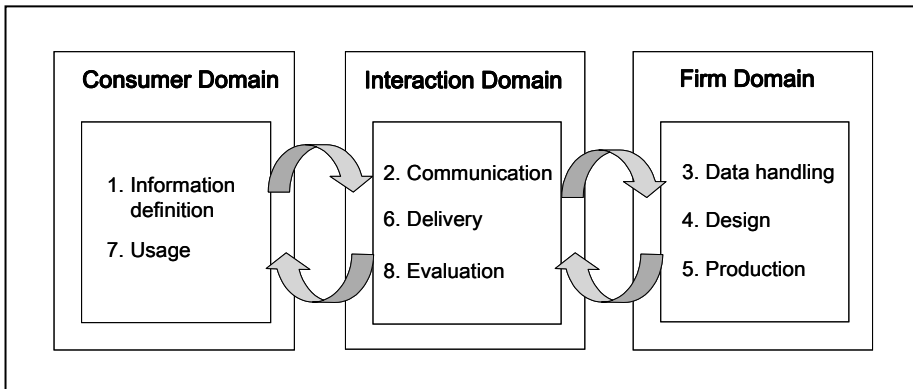 Consumer Domain
1. Information
definition
7. Usage
Interaction Domain
2. Communication
6. Delivery
8. Evaluation
Firm Domain
3. Data handling
4. Design
5. Production